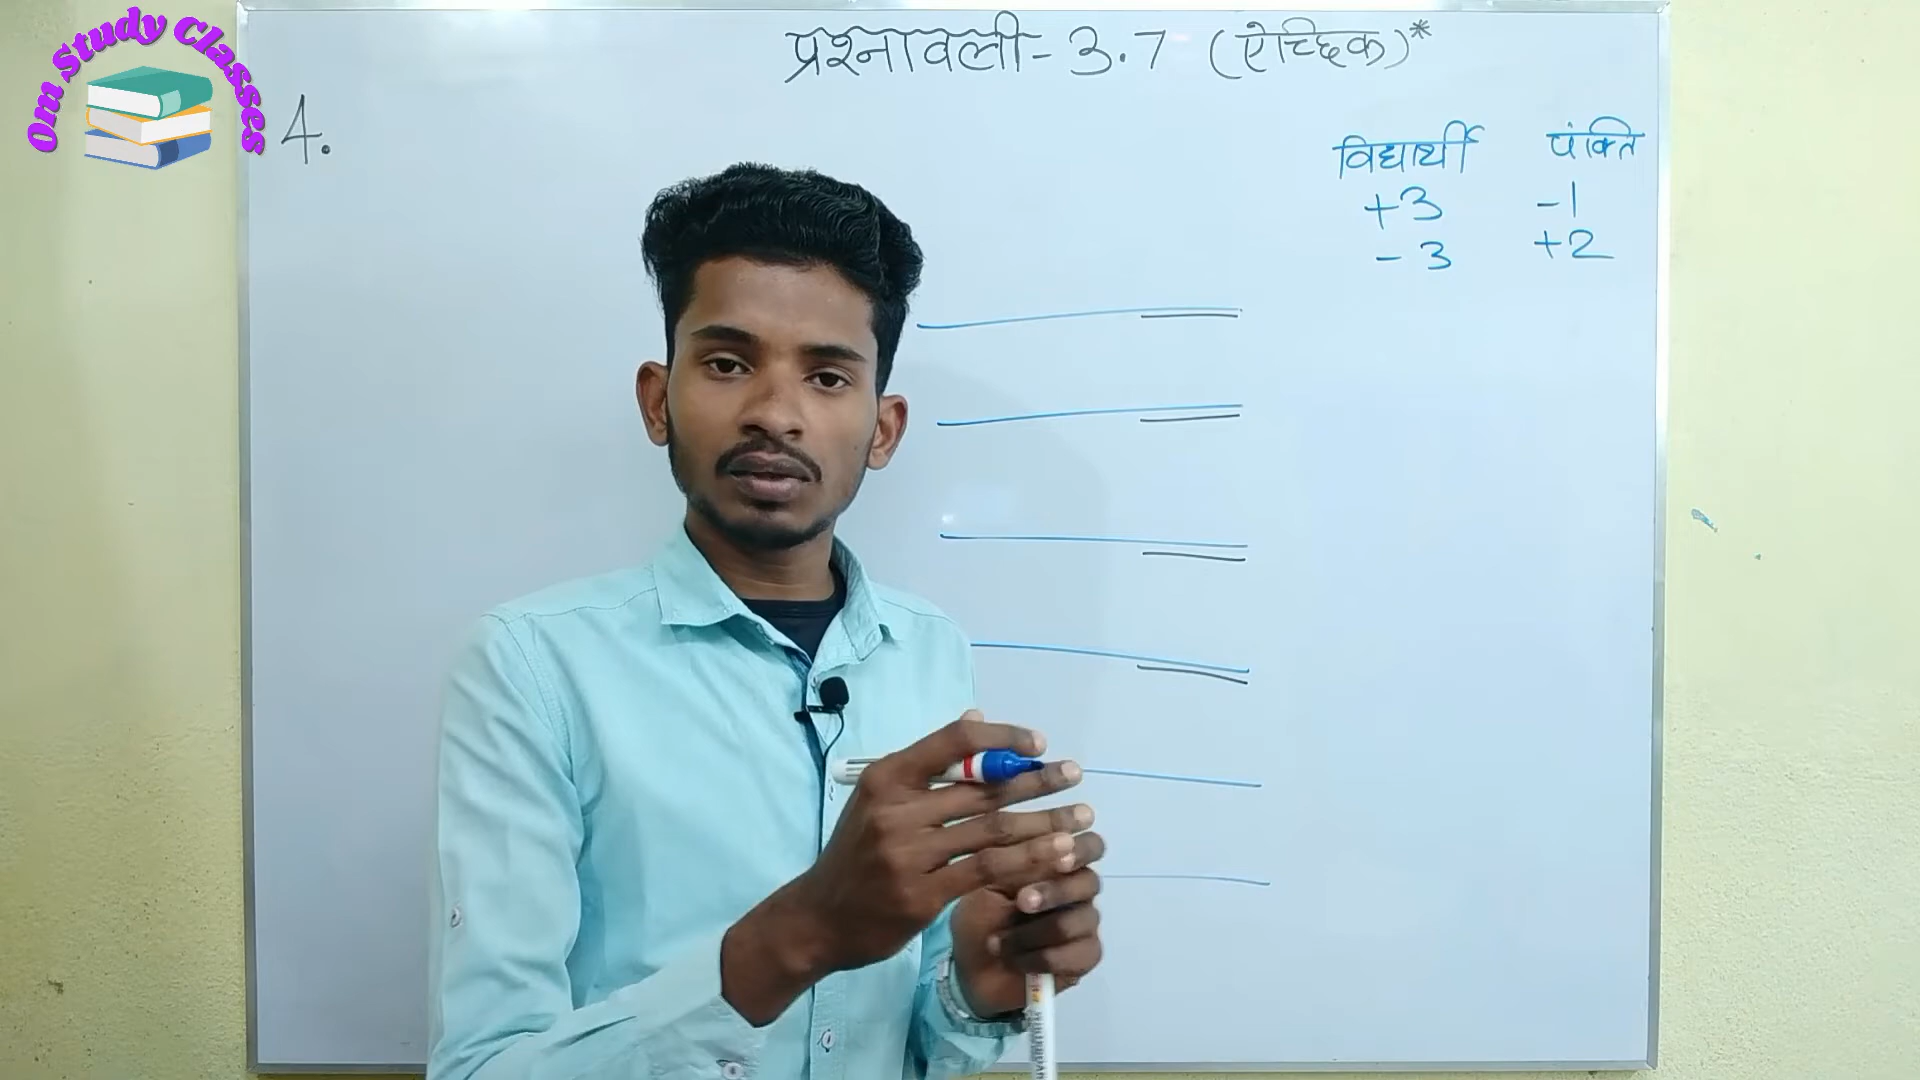 Om Study Classes
प्रश्नावली - 3.7 (ऐच्छिक)*
4.
विद्यार्थी पंक्ति
+3 -1
-3 +2